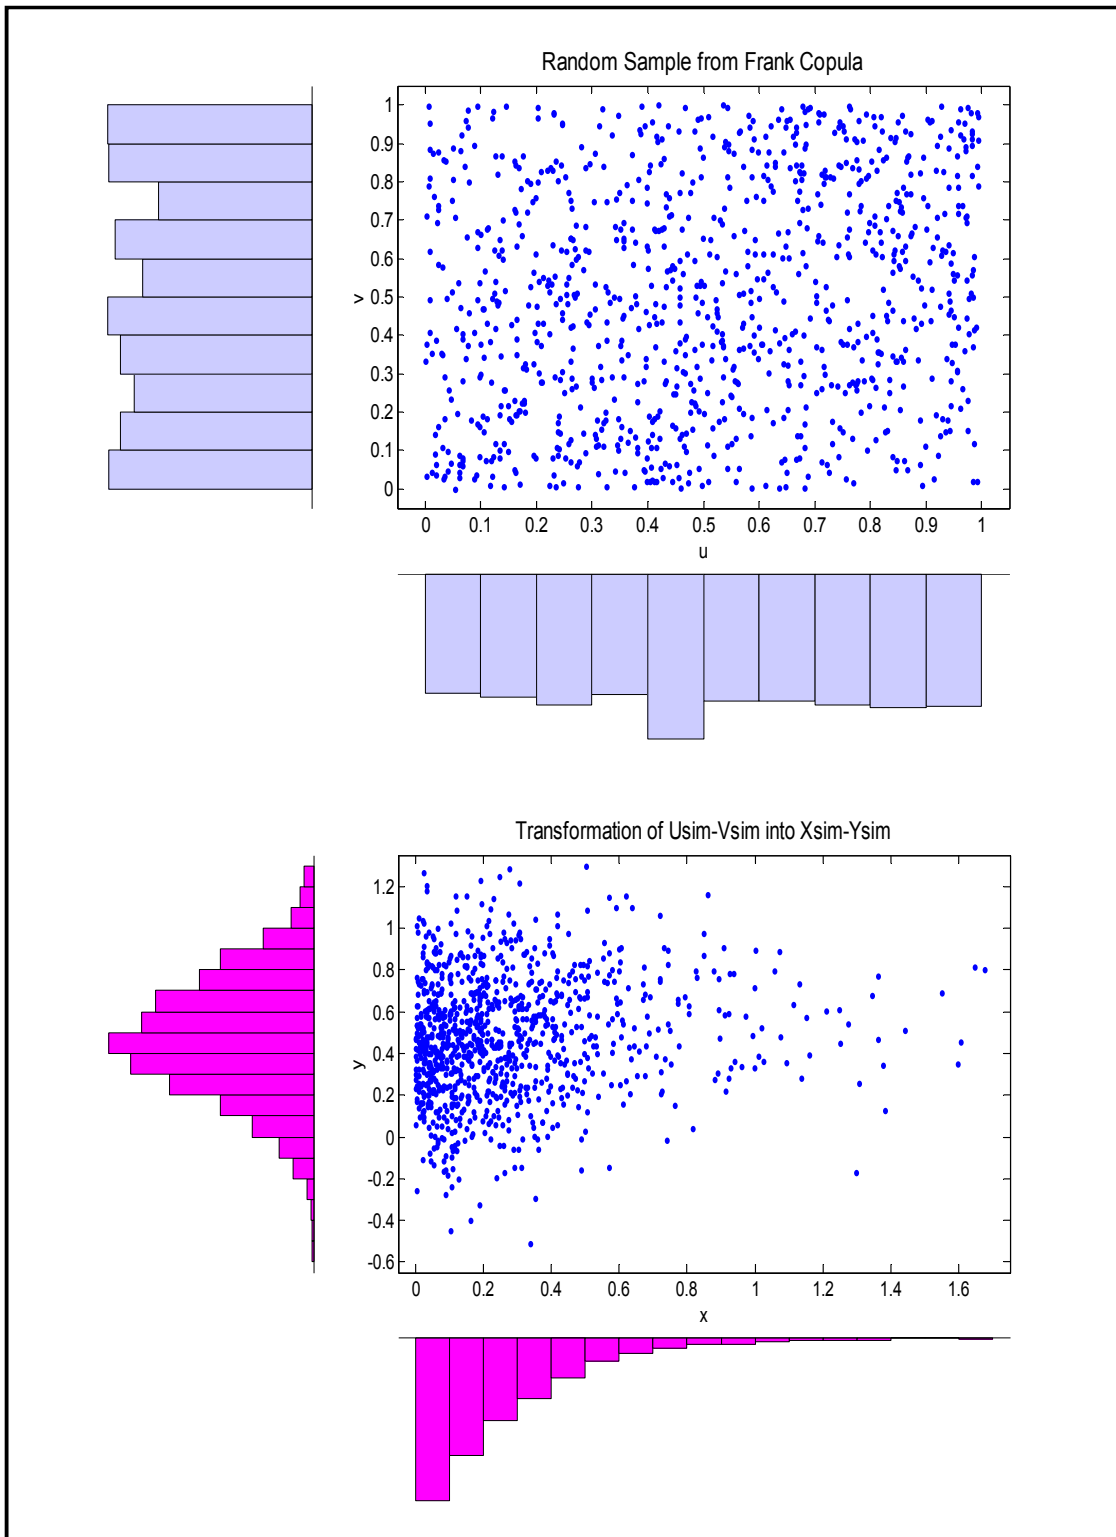 Random Sample from Frank Copula
1
0.9
0.8
0.7
0.6
0.5
0.4
0.3
0.2
0.1
0
v
0 0.1 0.2 0.3 0.4 0.5 0.6 0.7 0.8 0.9 1
u
Transformation of Usim-Vsim into Xsim-Ysim
1.2
1
0.8
0.6
0.4
0.2
0
-0.2
-0.4
-0.6
y
0 0.2 0.4 0.6 0.8 1 1.2 1.4 1.6
x